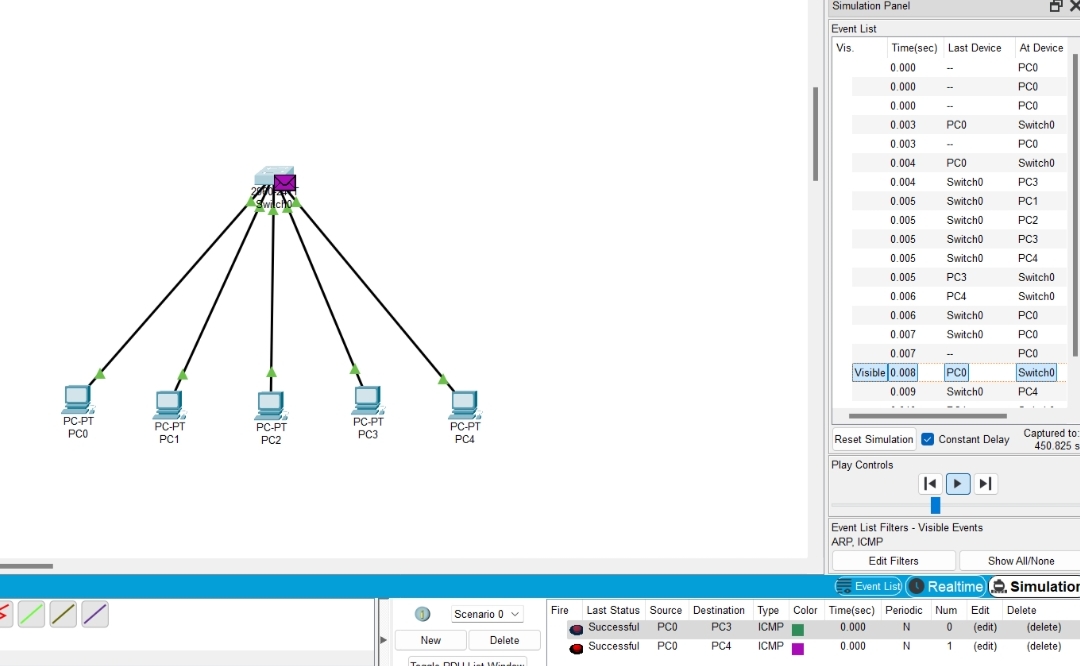 Simulation Panel
Event List
Vis. Time(sec) Last Device At Device
0.000 -- PC0
0.000 -- PC0
0.000 -- PC0
0.003 PC0 Switch0
0.003 -- PC0
0.004 PC0 Switch0
0.004 Switch0 PC3
0.005 Switch0 PC1
0.005 Switch0 PC2
0.005 Switch0 PC3
0.005 Switch0 PC4
0.005 PC3 Switch0
0.006 PC4 Switch0
0.006 Switch0 PC0
0.007 Switch0 PC0
0.007 -- PC0
Visible 0.008 PC0 Switch0
0.009 Switch0 PC4
Reset Simulation Constant Delay Captured to:
450.825 s
Play Controls
Event List Filters - Visible Events
ARP, ICMP
Edit Filters Show All/None
Event List Realtime Simulation
Switch0
PC-PT
PC0
PC-PT
PC1
PC-PT
PC2
PC-PT
PC3
PC-PT
PC4
Scenario 0
New Delete
Toggle PDU List Window
Fire Last Status Source Destination Type Color Time(sec) Periodic Num Edit Delete
Successful PC0 PC3 ICMP 0.000 N 0 (edit) (delete)
Successful PC0 PC4 ICMP 0.000 N 1 (edit) (delete)